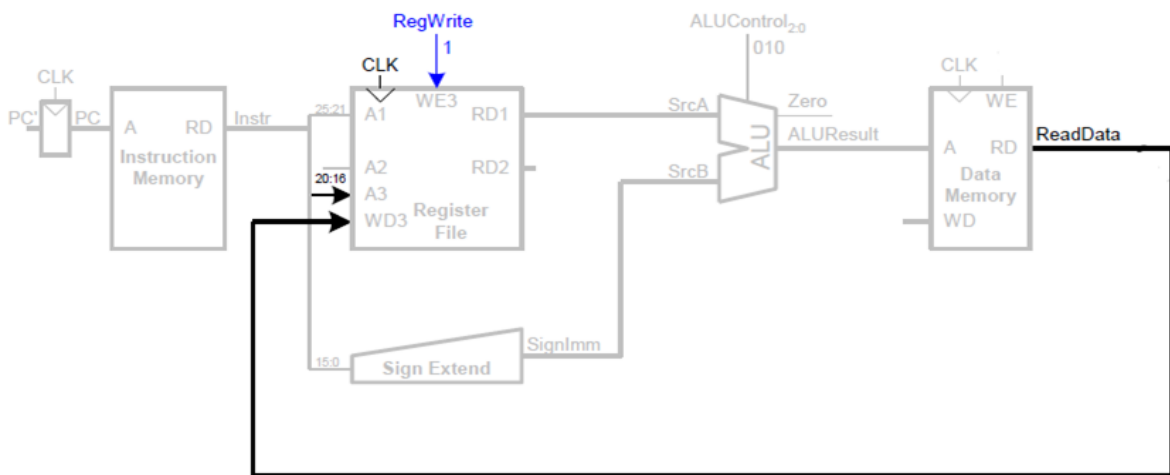 RegWrite
1
ALUControl2:0
010
CLK
CLK
CLK
PC'
PC
A
RD
Instruction
Memory
Instr
25:21
A1
WE3
RD1
A2
RD2
20:16
A3
WD3
Register
File
SrcA
SrcB
ALU
Zero
ALUResult
WE
A
RD
Data
Memory
WD
ReadData
15:0
Sign Extend
SignImm